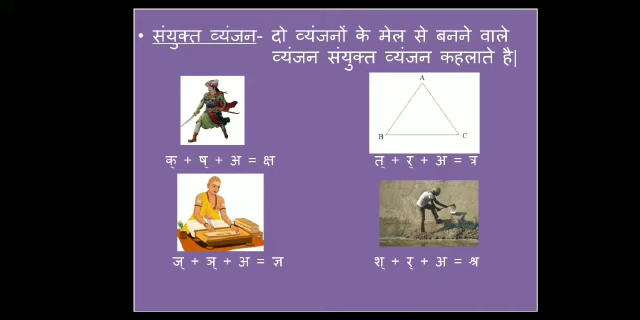 • संयुक्त व्यंजन- दो व्यंजनों के मेल से बनने वाले
व्यंजन संयुक्त व्यंजन कहलाते है|
A
B C
क् + ष् + अ = क्ष त् + र् + अ = त्र
ज् + ञ् + अ = ज्ञ श् + र् + अ = श्र